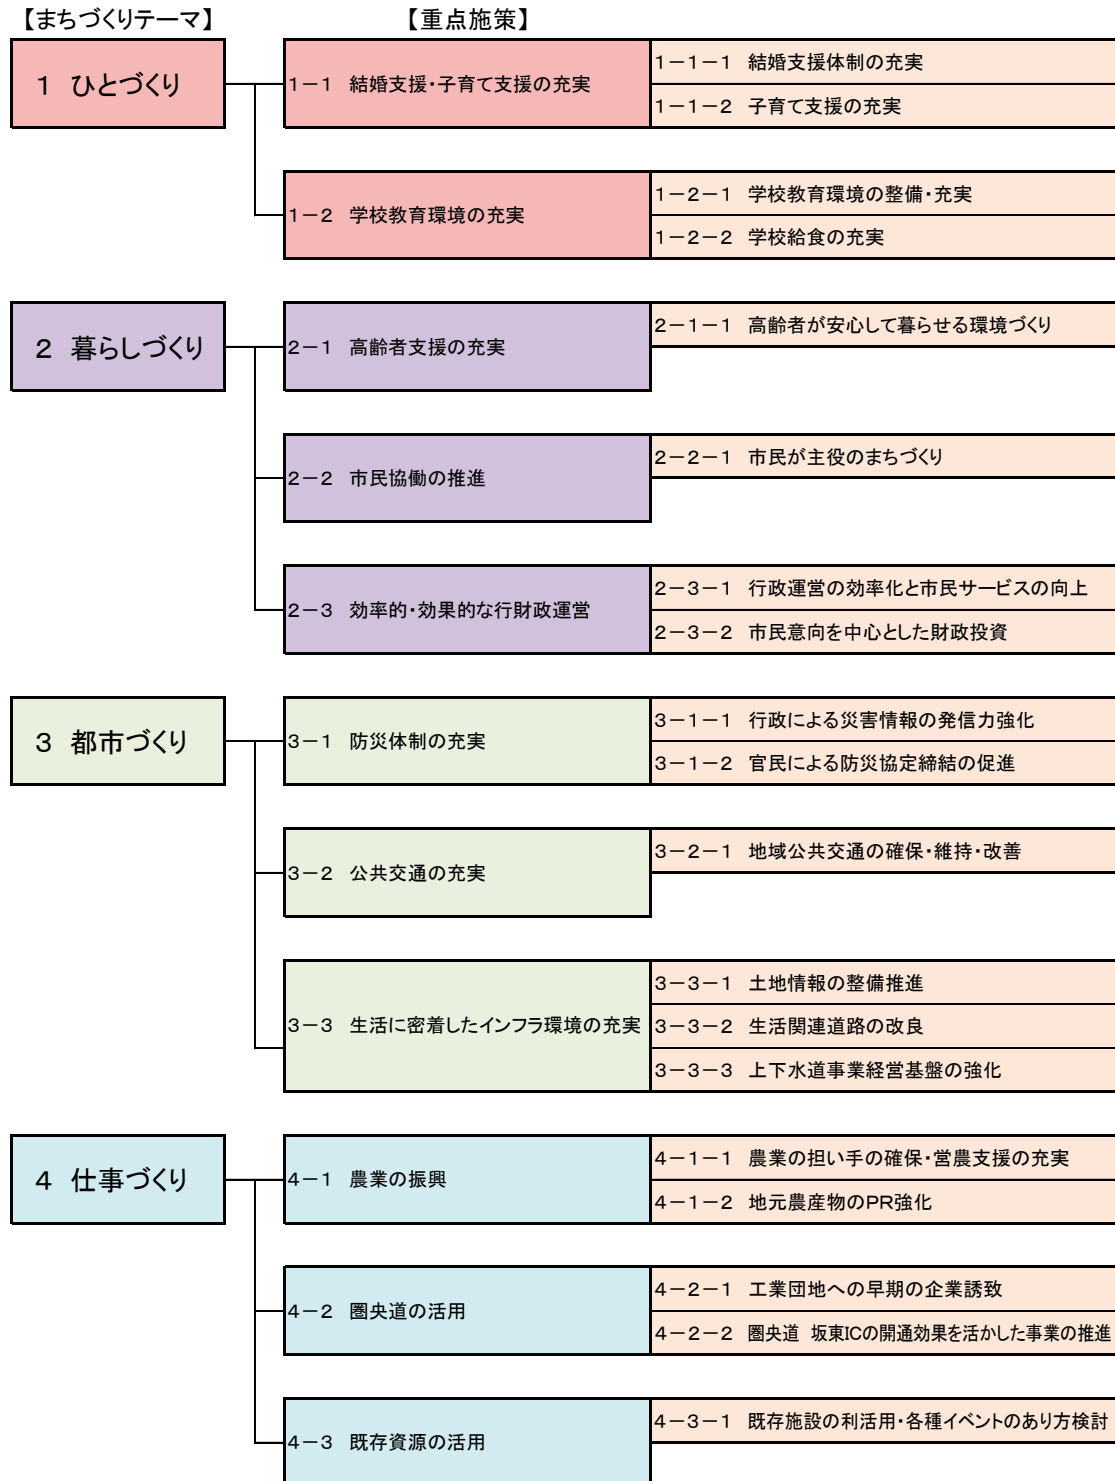 【まちづくりテーマ】
【重点施策】
1 ひとづくり
1－1 結婚支援・子育て支援の充実
1－1－1 結婚支援体制の充実
1－1－2 子育て支援の充実
1－2 学校教育環境の充実
1－2－1 学校教育環境の整備・充実
1－2－2 学校給食の充実
2 暮らしづくり
2－1 高齢者支援の充実
2－1－1 高齢者が安心して暮らせる環境づくり
2－2 市民協働の推進
2－2－1 市民が主役のまちづくり
2－3 効率的・効果的な行財政運営
2－3－1 行政運営の効率化と市民サービスの向上
2－3－2 市民意向を中心とした財政投資
3 都市づくり
3－1 防災体制の充実
3－1－1 行政による災害情報の発信力強化
3－1－2 官民による防災協定締結の促進
3－2 公共交通の充実
3－2－1 地域公共交通の確保・維持・改善
3－3 生活に密着したインフラ環境の充実
3－3－1 土地情報の整備推進
3－3－2 生活関連道路の改良
3－3－3 上下水道事業経営基盤の強化
4 仕事づくり
4－1 農業の振興
4－1－1 農業の担い手の確保・営農支援の充実
4－1－2 地元農産物のPR強化
4－2 圏央道の活用
4－2－1 工業団地への早期の企業誘致
4－2－2 圏央道 坂東ICの開通効果を活かした事業の推進
4－3 既存資源の活用
4－3－1 既存施設の利活用・各種イベントのあり方検討